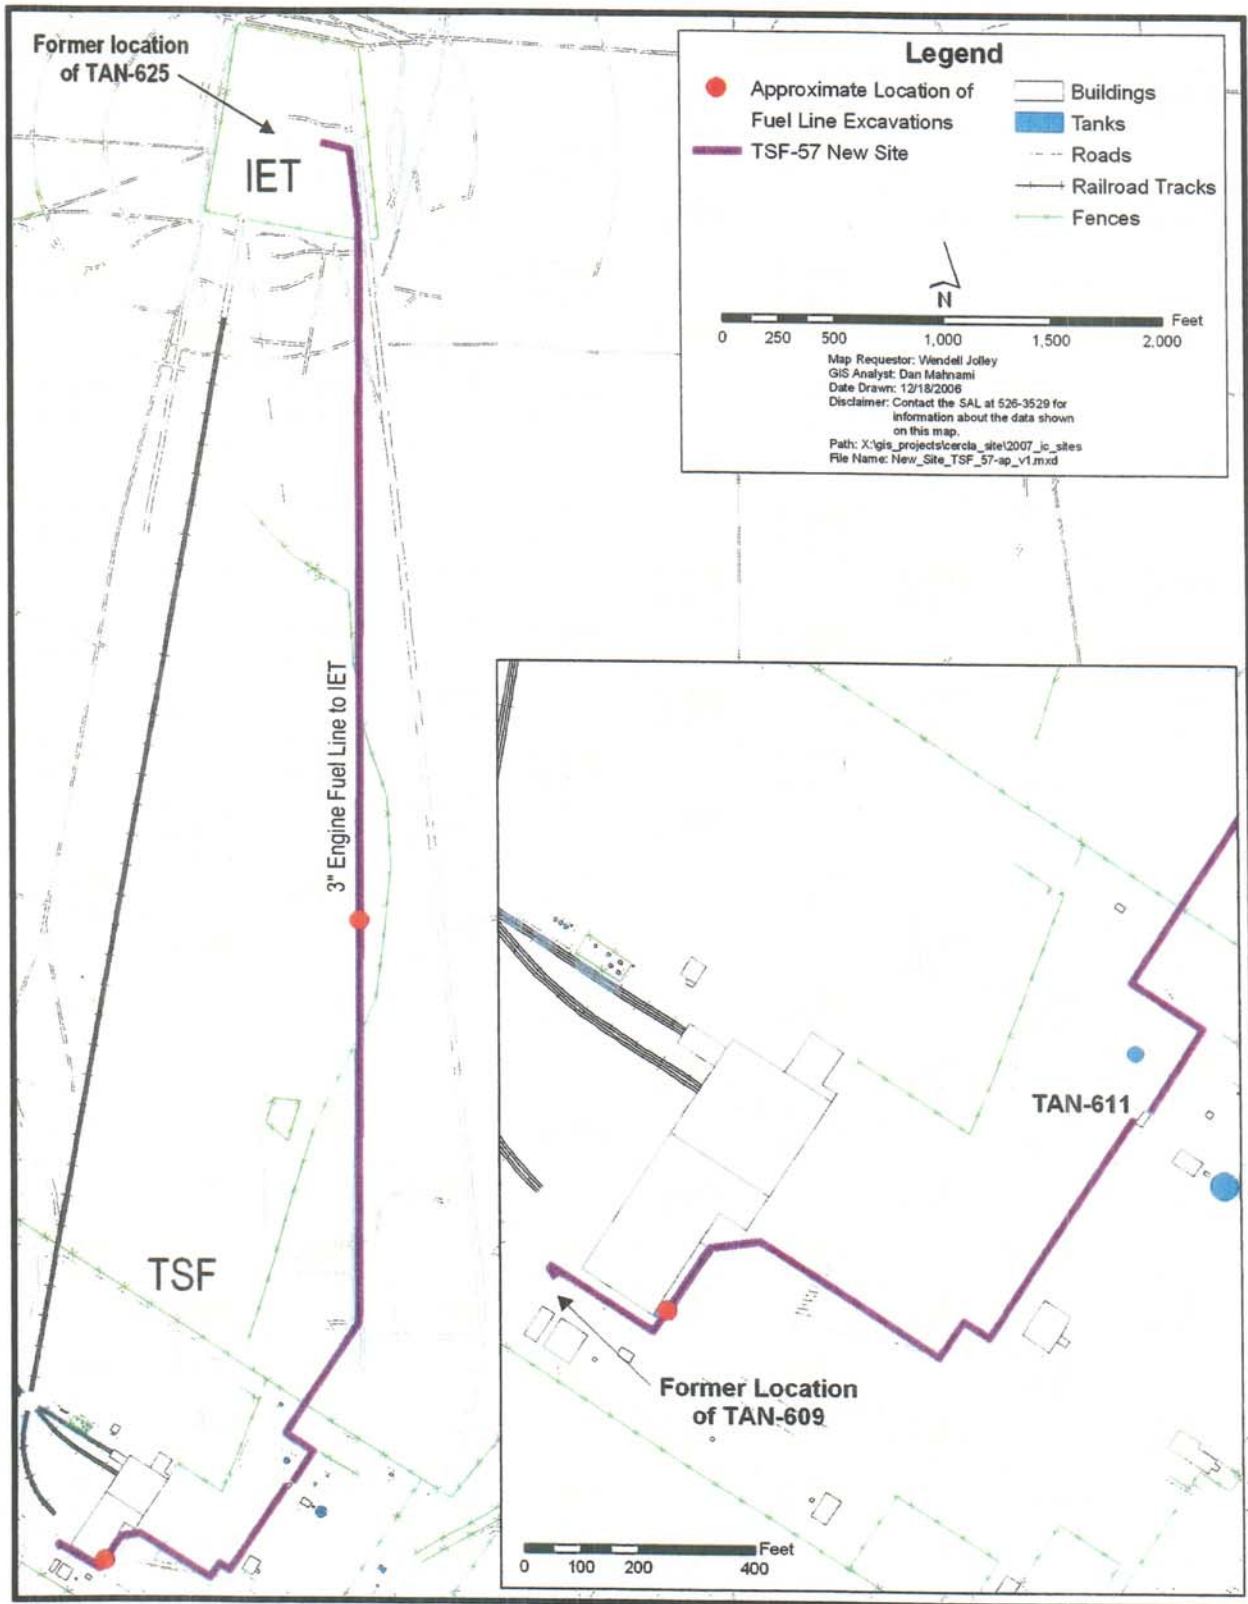 Former location
of TAN-625
IET
3" Engine Fuel Line to IET
TSF
Legend
Approximate Location of
Fuel Line Excavations
TSF-57 New Site
Buildings
Tanks
Roads
Railroad Tracks
Fences
N
Feet
0 250 500 1,000 1,500 2,000
Map Requestor: Wendell Jolley
GIS Analyst: Dan Mahnami
Date Drawn: 12/18/2006
Disclaimer: Contact the SAL at 526-3529 for
information about the data shown
on this map.
Path: X:\gis_projects\cercla_site\2007_ic_sites
File Name: New_Site_TSF_57-ap_v1.mxd
TAN-611
Former Location
of TAN-609
Feet
0 100 200 400